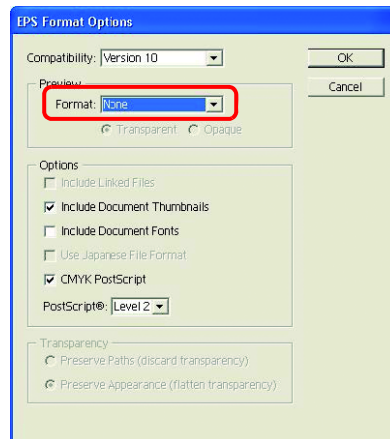 EPS Format Options
Compatibility: Version 10
OK
Cancel
Preview
Format: None
Transparent Opaque
Options
Include Linked Files
Include Document Thumbnails
Include Document Fonts
Use Japanese File Format
CMYK PostScript
PostScript®: Level 2
Transparency
Preserve Paths (discard transparency)
Preserve Appearance (flatten transparency)